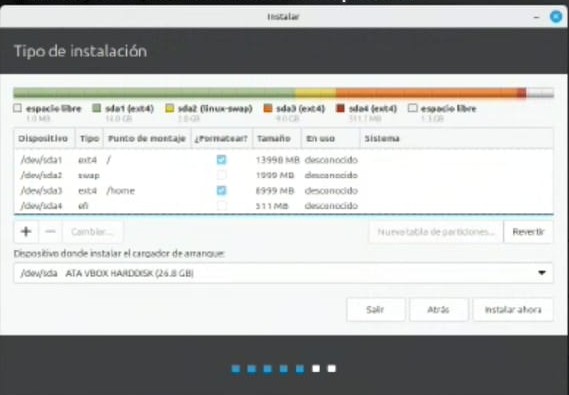 Instalar
Tipo de instalación
espacio libre sda1 (ext4) sda2 (linux-swap) sda3 (ext4) sda4 (ext4) espacio libre
1.0 MB 14.0 GB 2.0 GB 9.0 GB 511.7 MB 1.3 GB
Dispositivo Tipo Punto de montaje ¿Formatear? Tamaño En uso Sistema
/dev/sda1 ext4 / 13998 MB desconocido
/dev/sda2 swap 1999 MB desconocido
/dev/sda3 ext4 /home 8999 MB desconocido
/dev/sda4 efi 511 MB desconocido
+ − Cambiar... Nueva tabla de particiones... Revertir
Dispositivo donde instalar el cargador de arranque:
/dev/sda ATA VBOX HARDDISK (26.8 GB)
Salir Atrás Instalar ahora